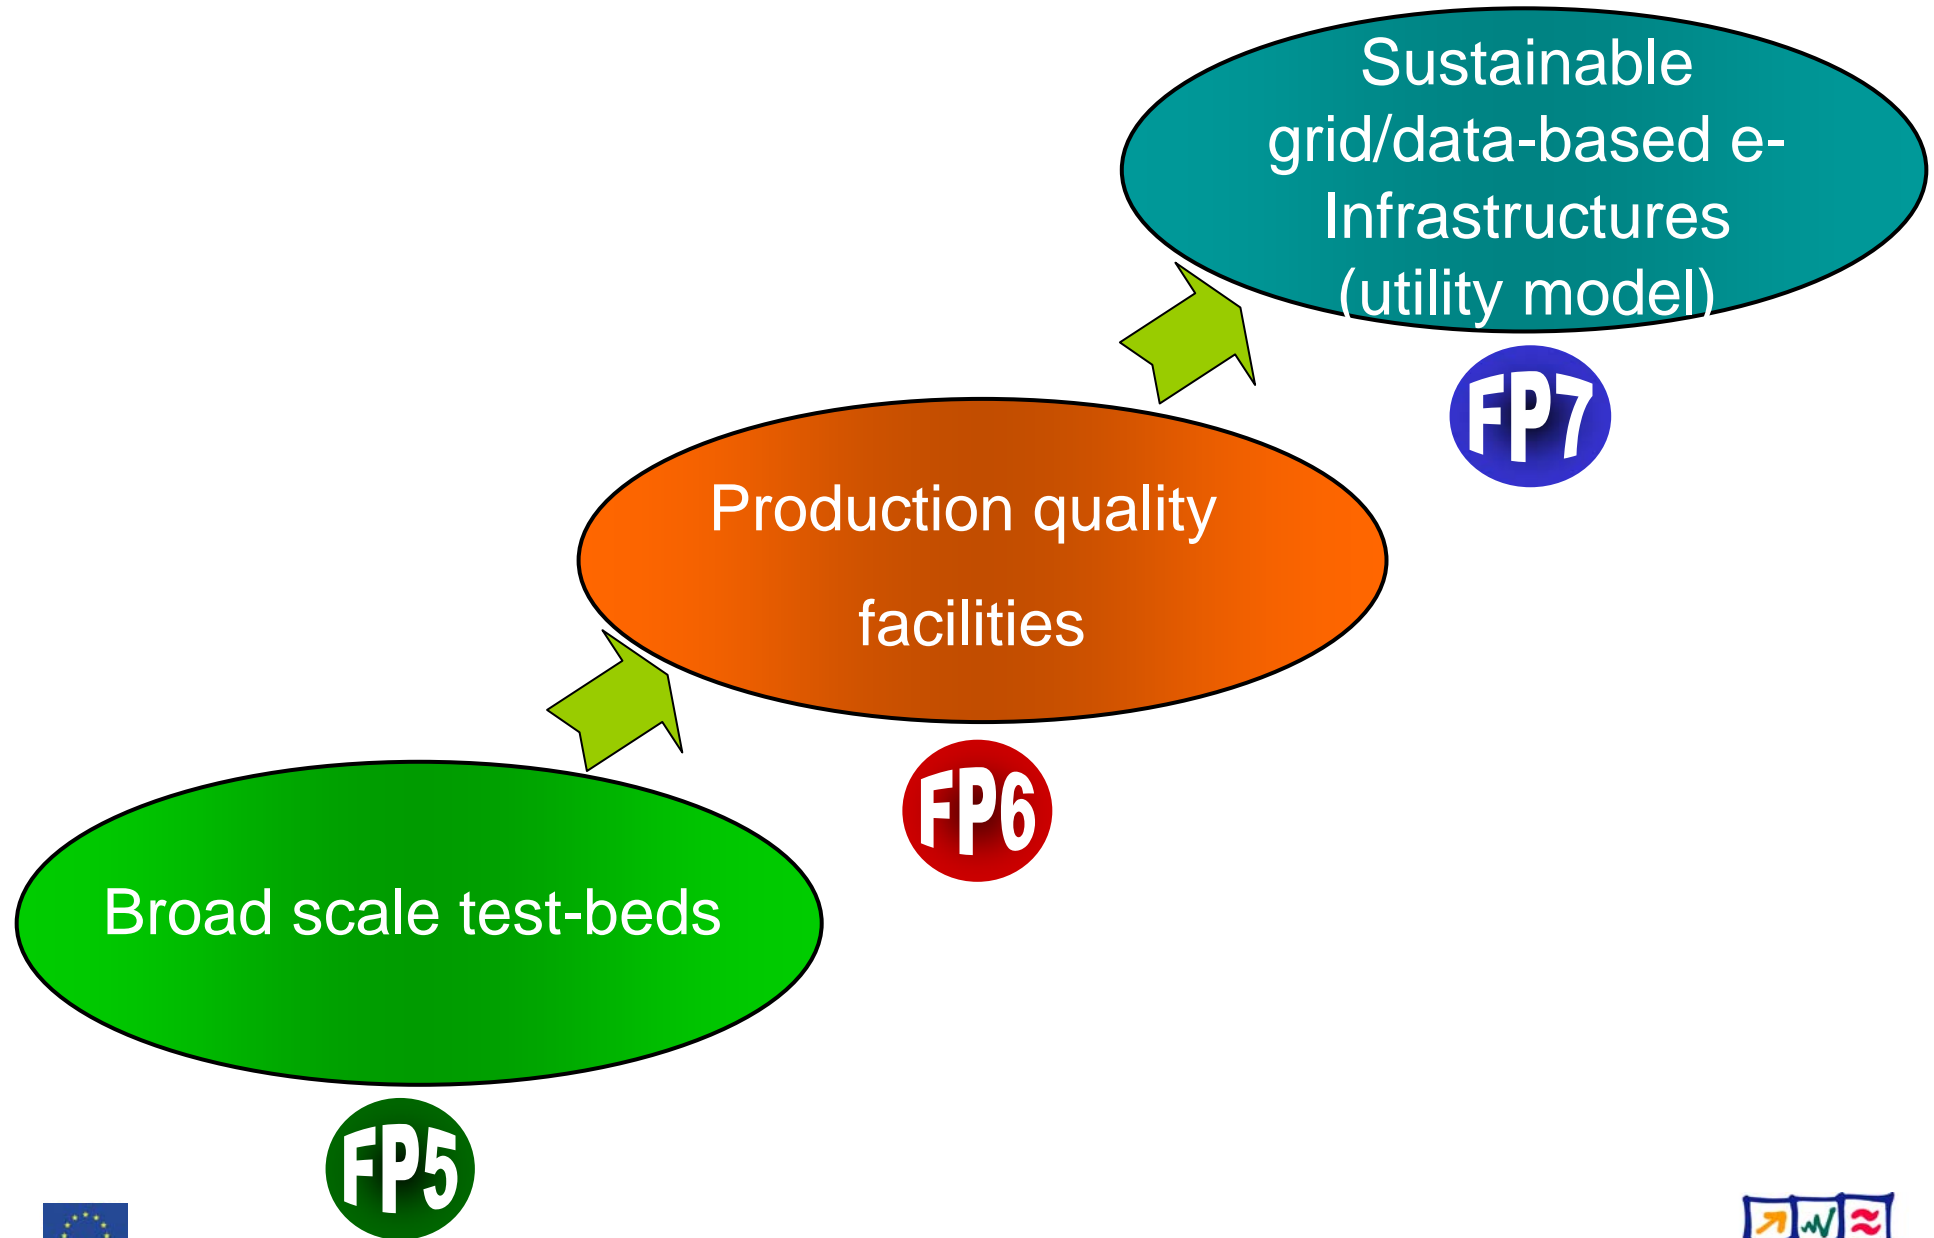 Sustainable
grid/data-based e-
Infrastructures
(utility model)
FP7
Production quality
facilities
FP6
Broad scale test-beds
FP5